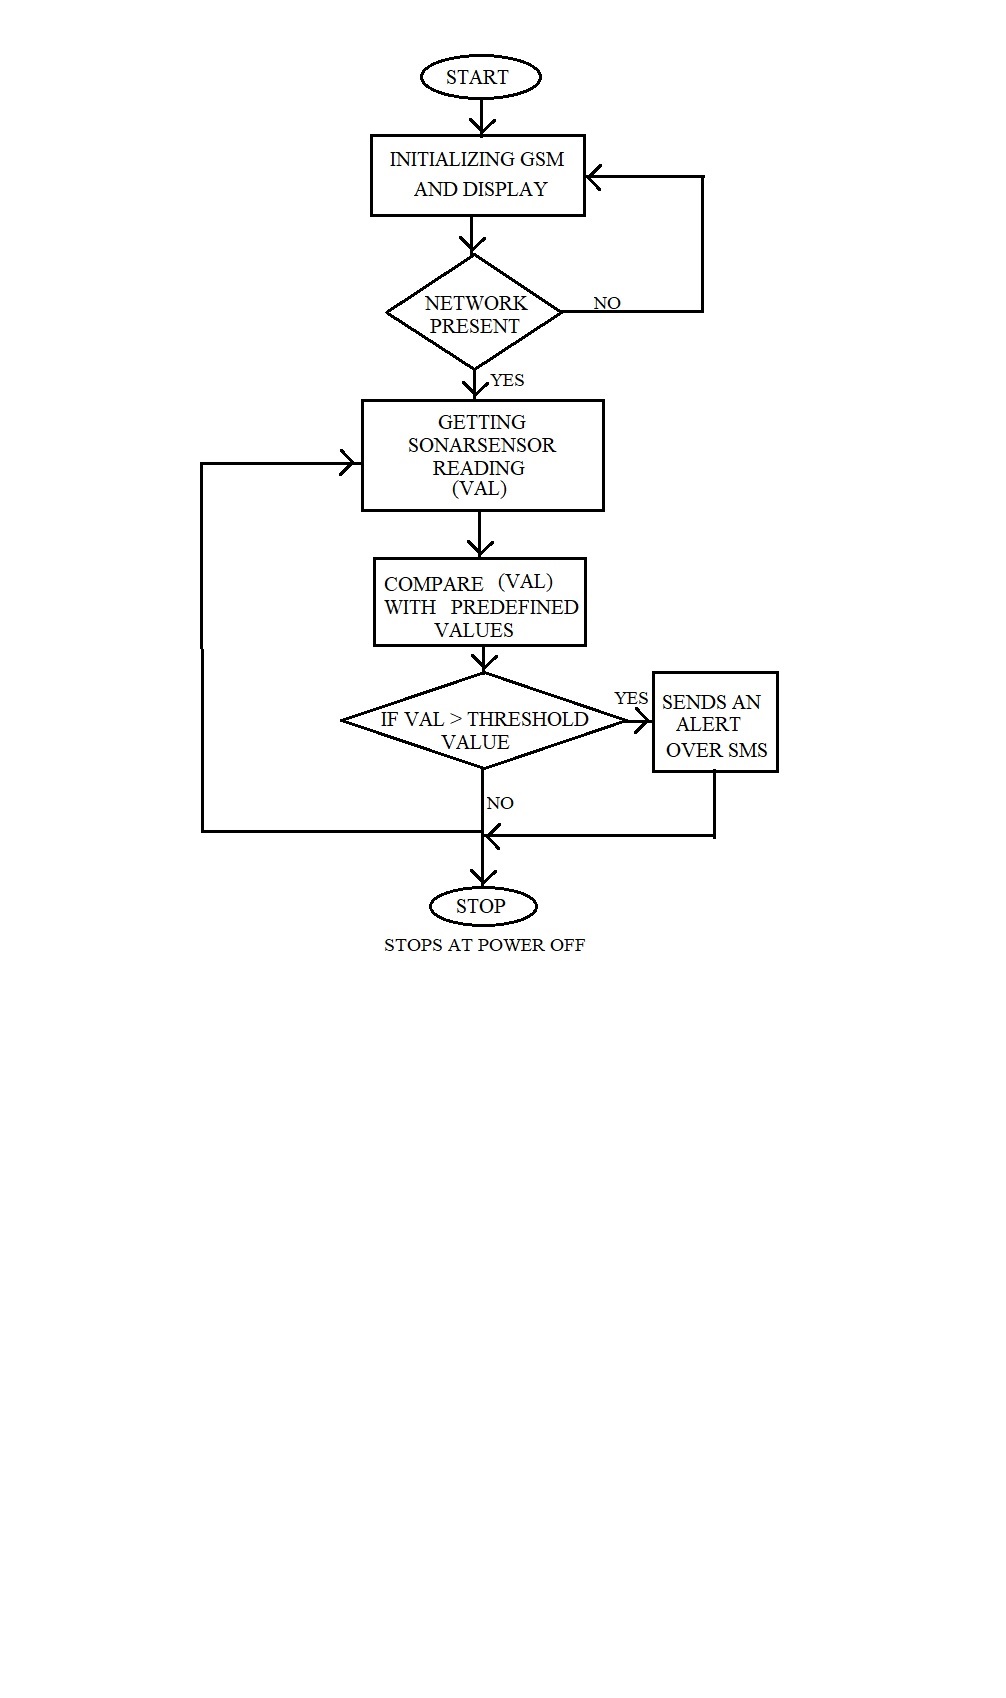 START
INITIALIZING GSM
AND DISPLAY
NETWORK
PRESENT
NO
YES
GETTING
SONARSENSOR
READING
(VAL)
COMPARE (VAL)
WITH PREDEFINED
VALUES
IF VAL > THRESHOLD
VALUE
YES
SENDS AN
ALERT
OVER SMS
NO
STOP
STOPS AT POWER OFF